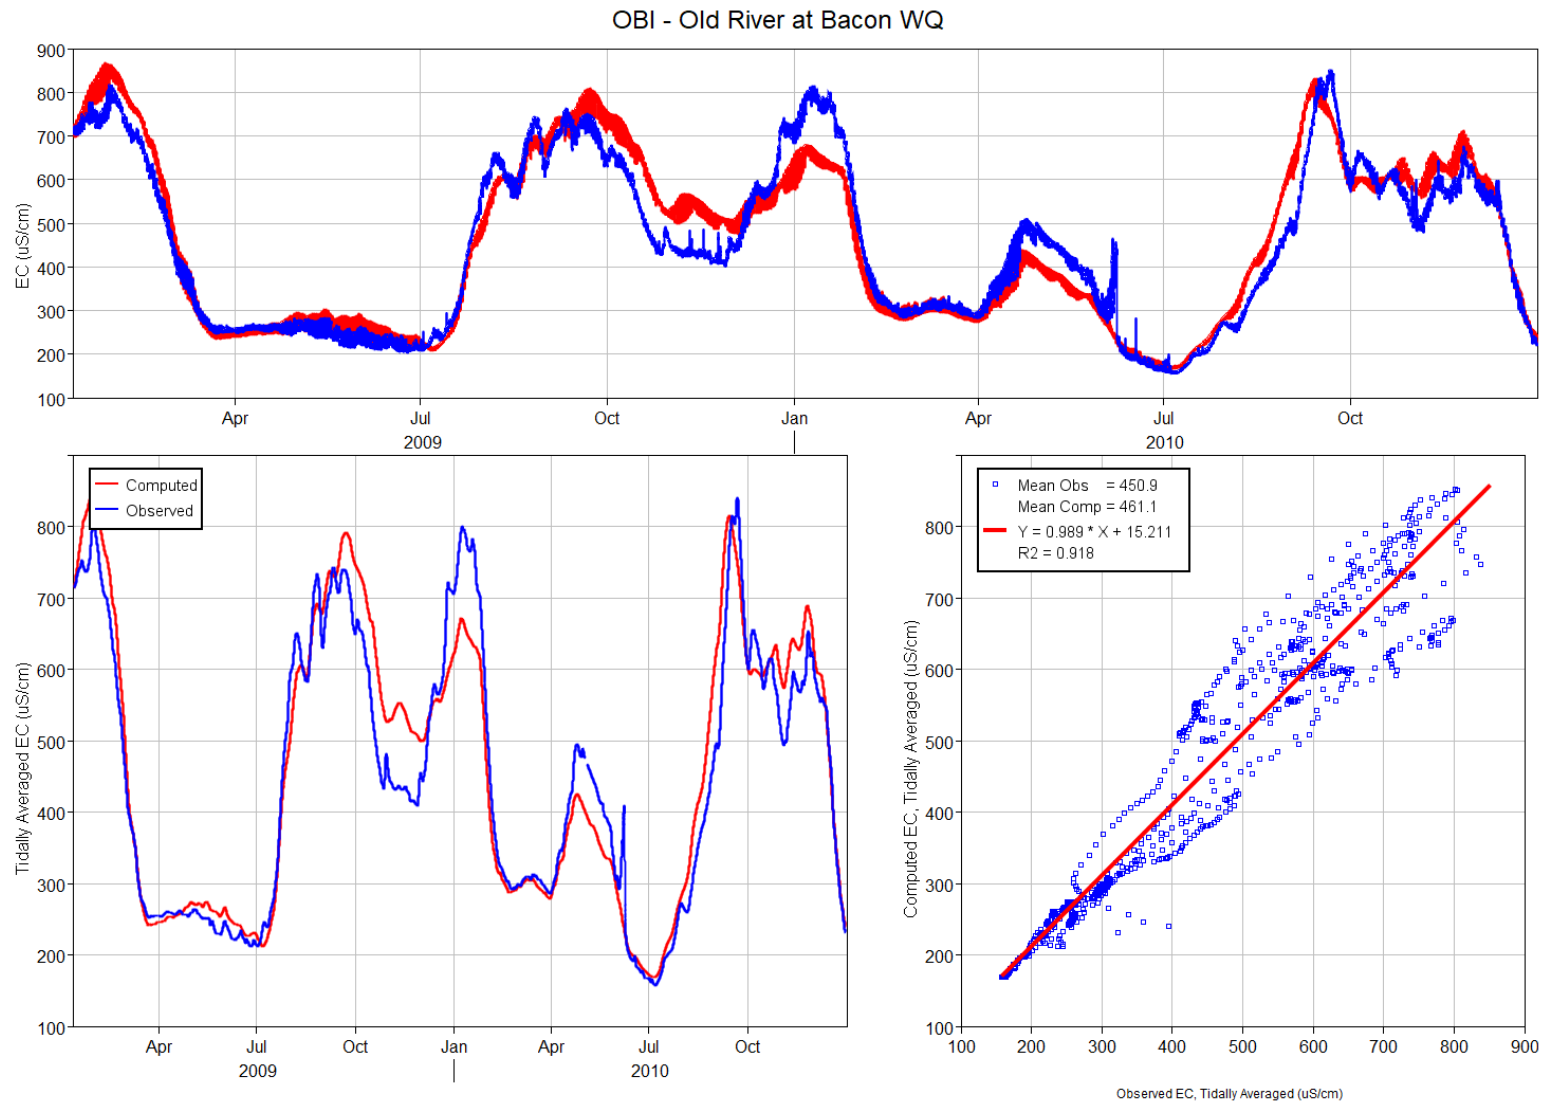 OBI - Old River at Bacon WQ
900
800
700
600
500
400
300
200
100
EC (uS/cm)
Apr Jul Oct Jan Apr Jul Oct
2009 2010
Computed
Observed
800
700
600
500
400
300
200
100
Tidally Averaged EC (uS/cm)
Apr Jul Oct Jan Apr Jul Oct
2009 2010
Mean Obs = 450.9
Mean Comp = 461.1
Y = 0.989 * X + 15.211
R2 = 0.918
800
700
600
500
400
300
200
100
Computed EC, Tidally Averaged (uS/cm)
100 200 300 400 500 600 700 800 900
Observed EC, Tidally Averaged (uS/cm)